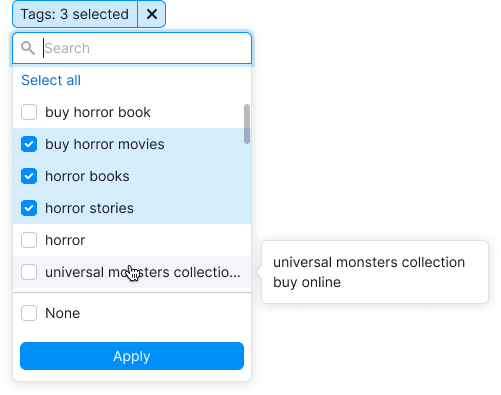 Tags: 3 selected
Search
Select all
buy horror book
buy horror movies
horror books
horror stories
horror
universal monsters collectio...
universal monsters collection
buy online
None
Apply